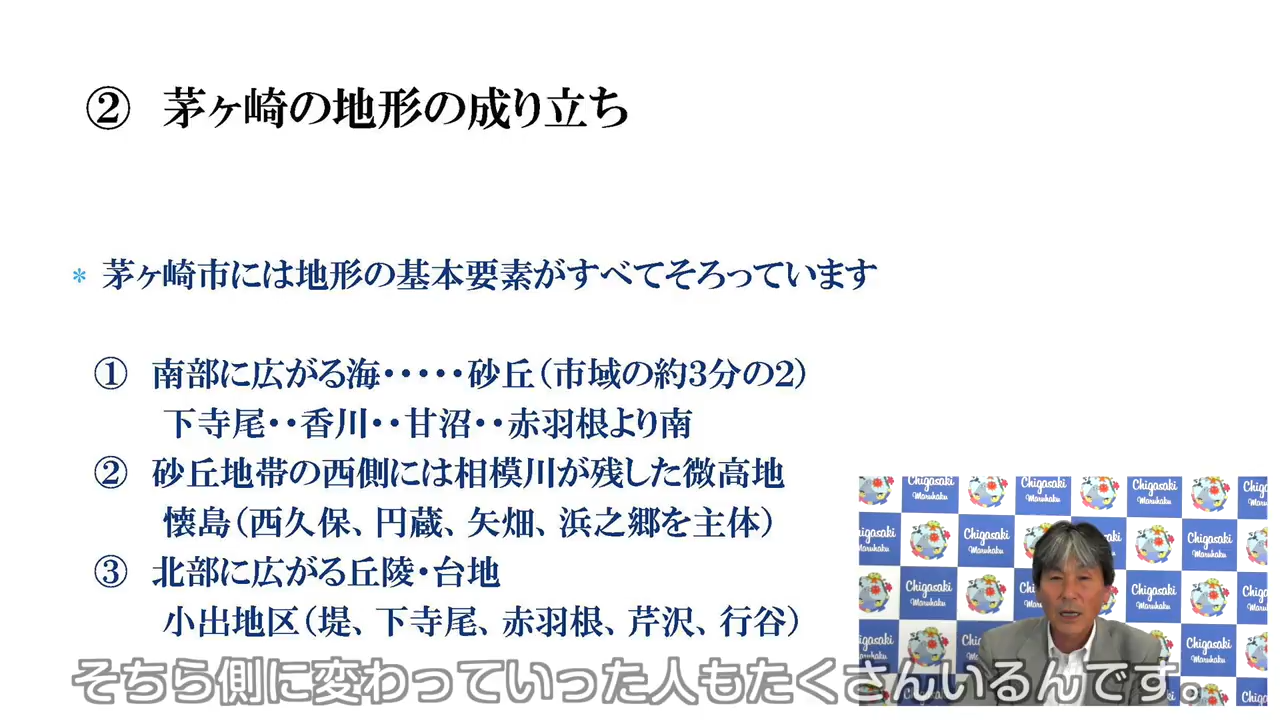 ② 茅ヶ崎の地形の成り立ち
* 茅ヶ崎市には地形の基本要素がすべてそろっています
① 南部に広がる海・・・・・砂丘（市域の約3分の2）
下寺尾・・香川・・甘沼・・赤羽根より南
② 砂丘地帯の西側には相模川が残した微高地
懐島（西久保、円蔵、矢畑、浜之郷を主体）
③ 北部に広がる丘陵・台地
小出地区（堤、下寺尾、赤羽根、芹沢、行谷）
Chigasaki
Maruhaku
そちら側に変わっていった人もたくさんいるんです。